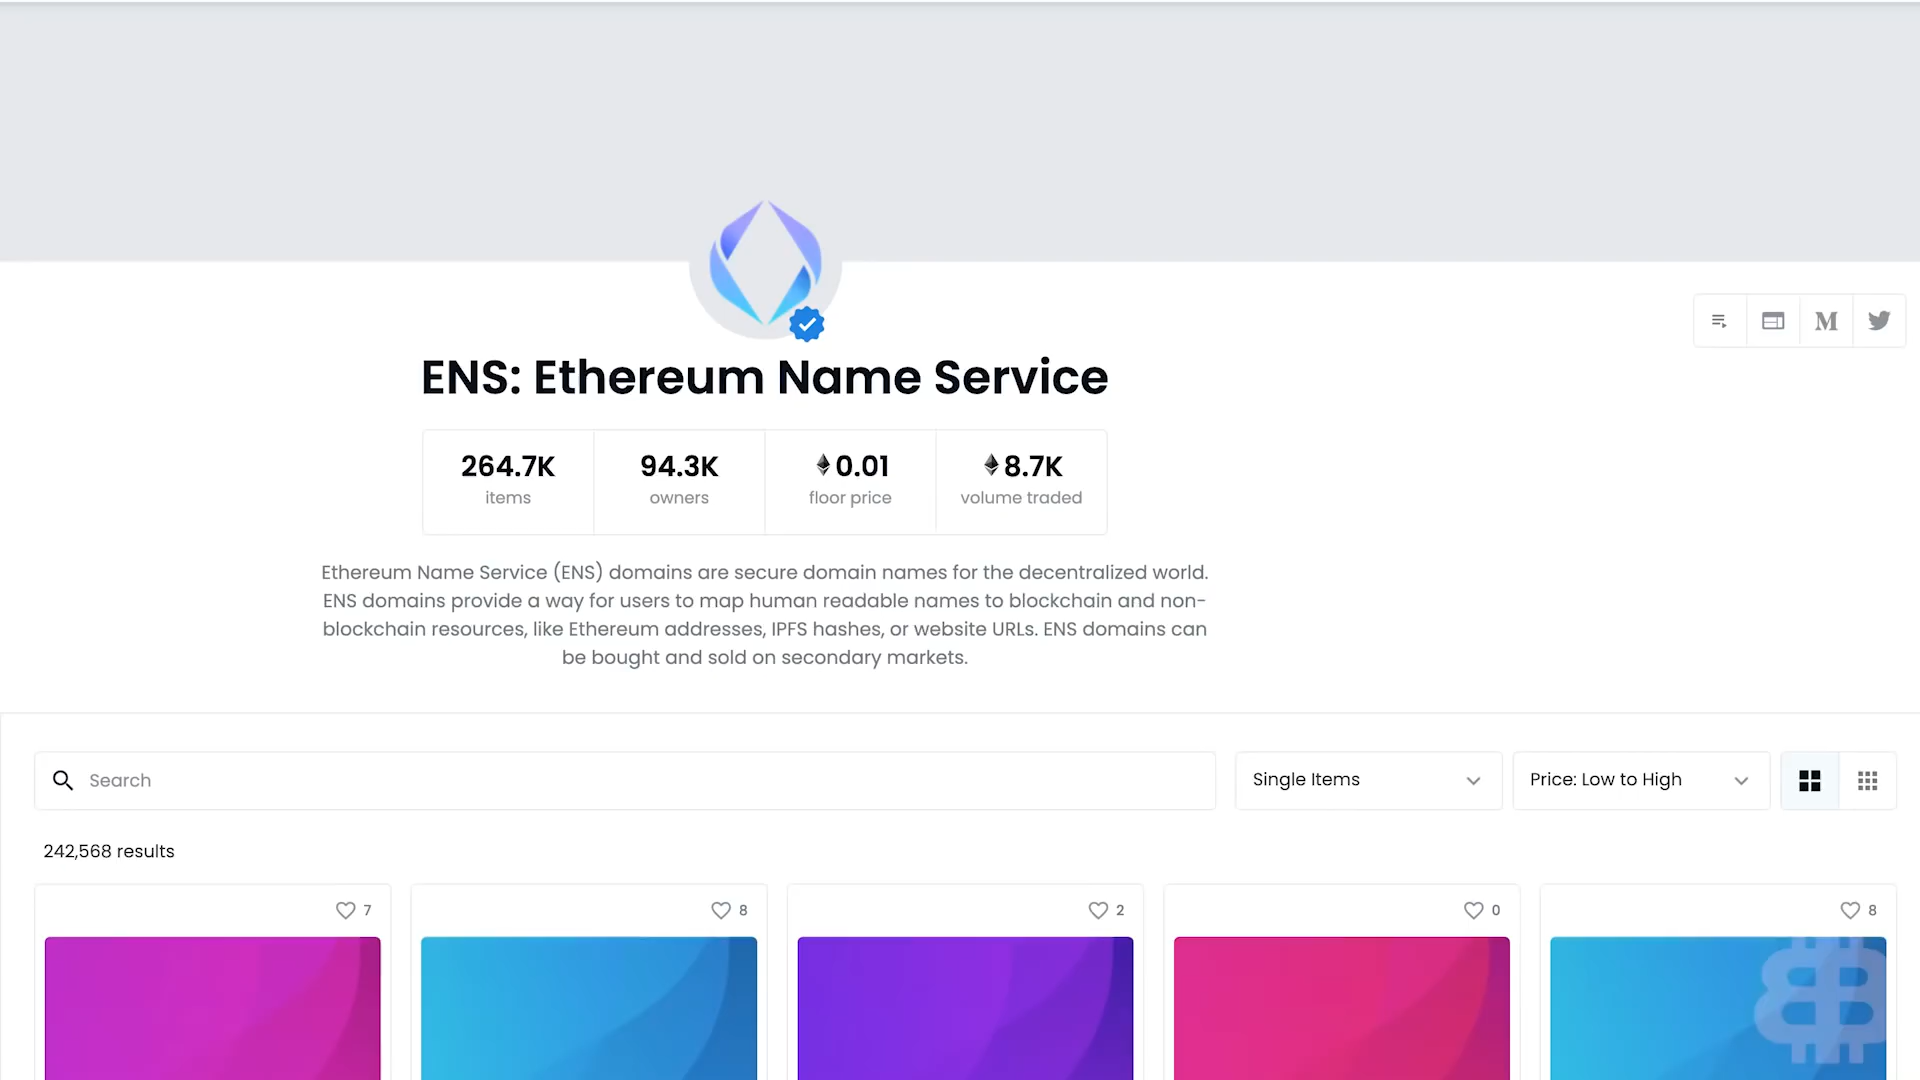 ENS: Ethereum Name Service
264.7K
items
94.3K
owners
0.01
floor price
8.7K
volume traded
Ethereum Name Service (ENS) domains are secure domain names for the decentralized world.
ENS domains provide a way for users to map human readable names to blockchain and non-
blockchain resources, like Ethereum addresses, IPFS hashes, or website URLs. ENS domains can
be bought and sold on secondary markets.
Search
Single Items
Price: Low to High
242,568 results
7
8
2
0
8